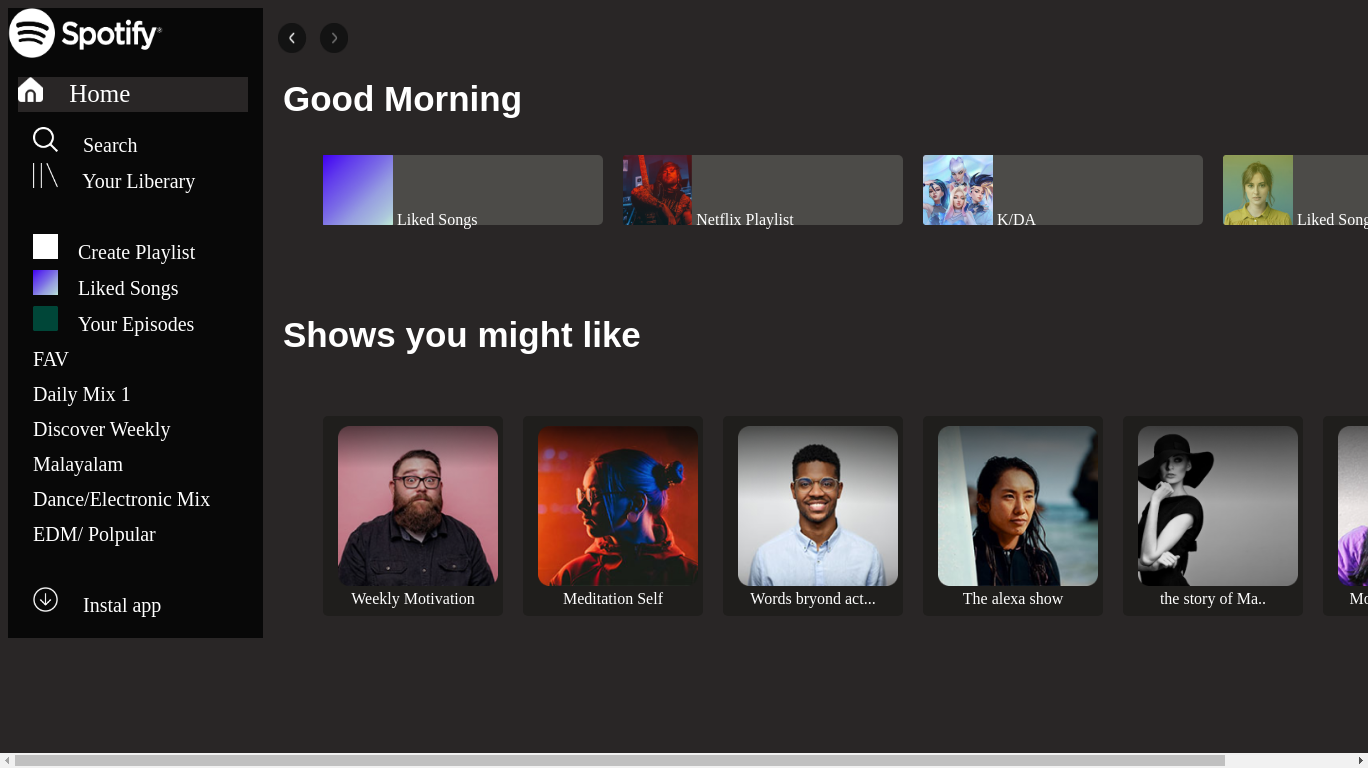 Spotify®
Home
Search
Your Liberary
Create Playlist
Liked Songs
Your Episodes
FAV
Daily Mix 1
Discover Weekly
Malayalam
Dance/Electronic Mix
EDM/ Polpular
Instal app
Good Morning
Liked Songs
Netflix Playlist
K/DA
Liked Song
Shows you might like
Weekly Motivation
Meditation Self
Words bryond act...
The alexa show
the story of Ma..
Mo